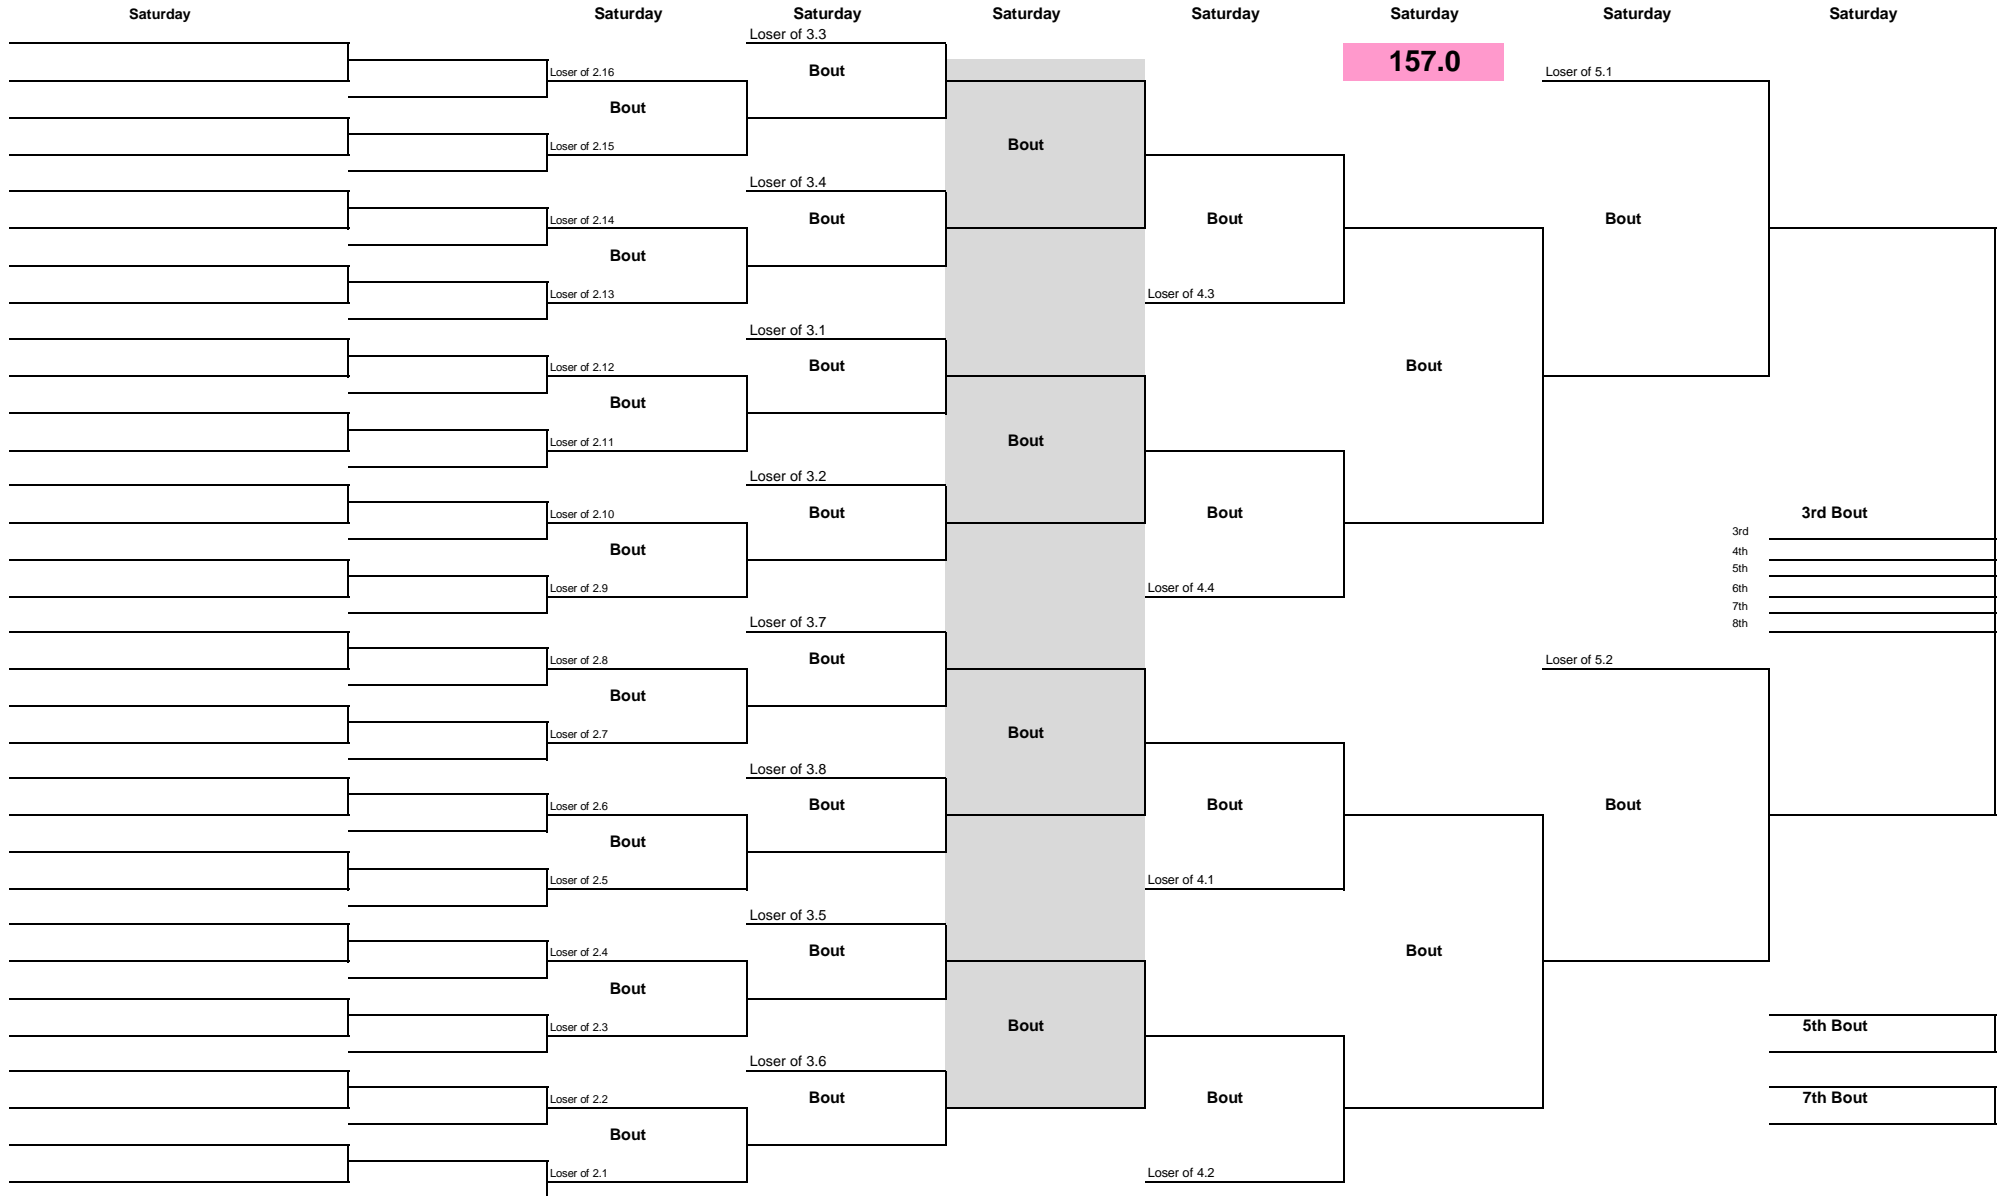 Saturday Saturday Saturday Saturday Saturday Saturday Saturday Saturday
Loser of 3.3
157.0
Loser of 2.16 Bout Loser of 5.1
Bout
Loser of 2.15 Bout
Loser of 3.4
Loser of 2.14 Bout Bout Bout
Bout
Loser of 2.13 Loser of 4.3
Loser of 3.1
Loser of 2.12 Bout Bout
Bout
Loser of 2.11 Bout
Loser of 3.2
Loser of 2.10 Bout Bout 3rd Bout
3rd
Bout 4th
5th
Loser of 2.9 Loser of 4.4 6th
7th
Loser of 3.7 8th
Loser of 2.8 Bout Loser of 5.2
Bout
Loser of 2.7 Bout
Loser of 3.8
Loser of 2.6 Bout Bout Bout
Bout
Loser of 2.5 Loser of 4.1
Loser of 3.5
Loser of 2.4 Bout Bout
Bout
Loser of 2.3 Bout 5th Bout
Loser of 3.6
Loser of 2.2 Bout Bout 7th Bout
Bout
Loser of 2.1 Loser of 4.2